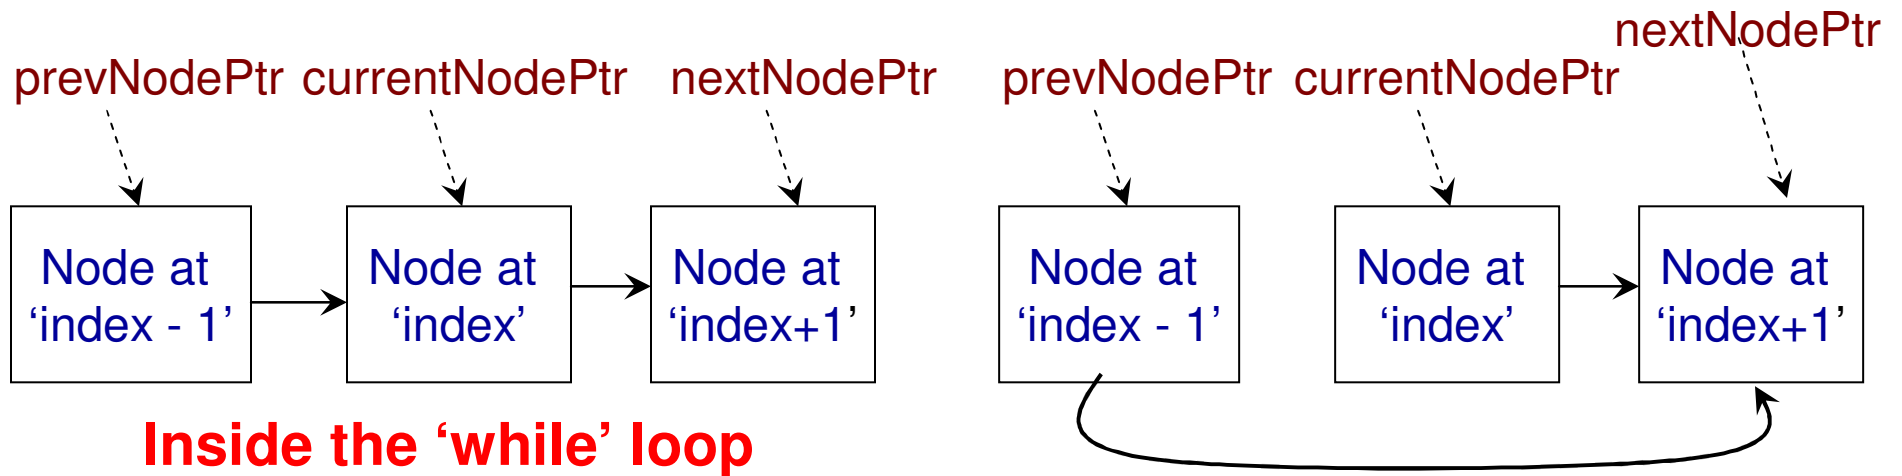 prevNodePtr currentNodePtr nextNodePtr
Node at
‘index - 1’
Node at
‘index’
Node at
‘index+1’
Inside the ‘while’ loop
prevNodePtr currentNodePtr
nextNodePtr
Node at
‘index - 1’
Node at
‘index’
Node at
‘index+1’